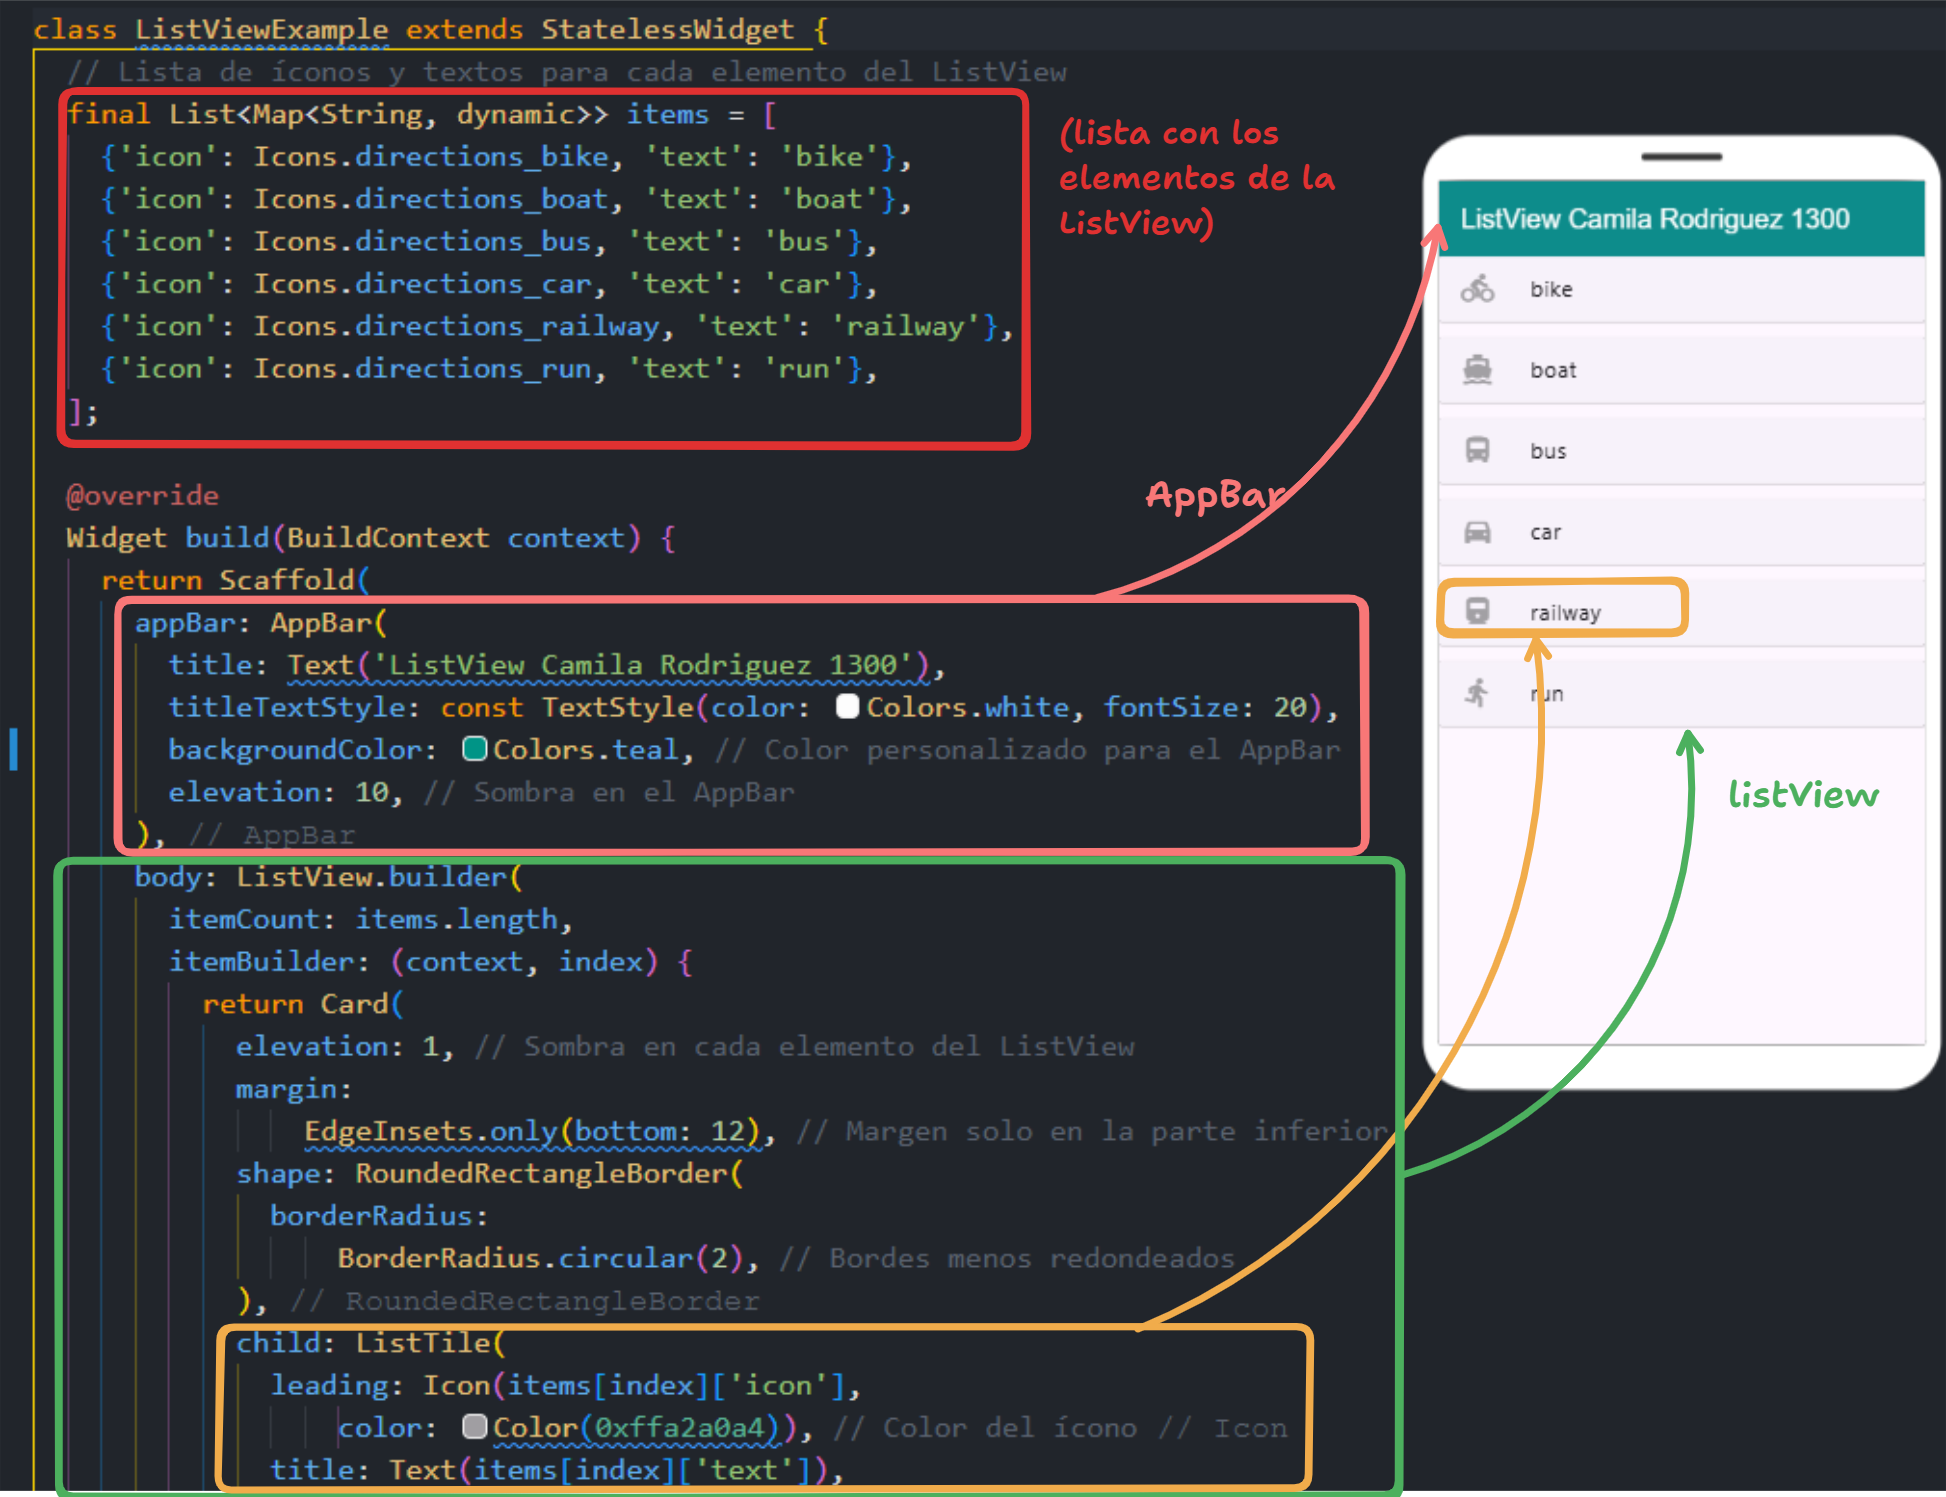 class ListViewExample extends StatelessWidget {
// Lista de íconos y textos para cada elemento del ListView
final List<Map<String, dynamic>> items = [
{'icon': Icons.directions_bike, 'text': 'bike'},
{'icon': Icons.directions_boat, 'text': 'boat'},
{'icon': Icons.directions_bus, 'text': 'bus'},
{'icon': Icons.directions_car, 'text': 'car'},
{'icon': Icons.directions_railway, 'text': 'railway'},
{'icon': Icons.directions_run, 'text': 'run'},
];
@override
Widget build(BuildContext context) {
return Scaffold(
appBar: AppBar(
title: Text('ListView Camila Rodriguez 1300'),
titleTextStyle: const TextStyle(color: Colors.white, fontSize: 20),
backgroundColor: Colors.teal, // Color personalizado para el AppBar
elevation: 10, // Sombra en el AppBar
), // AppBar
body: ListView.builder(
itemCount: items.length,
itemBuilder: (context, index) {
return Card(
elevation: 1, // Sombra en cada elemento del ListView
margin:
EdgeInsets.only(bottom: 12), // Margen solo en la parte inferior
shape: RoundedRectangleBorder(
borderRadius:
BorderRadius.circular(2), // Bordes menos redondeados
), // RoundedRectangleBorder
child: ListTile(
leading: Icon(items[index]['icon'],
color: Color(0xffa2a0a4)), // Color del ícono // Icon
title: Text(items[index]['text']),
(lista con los
elementos de la
ListView)
AppBar
ListView Camila Rodriguez 1300
bike
boat
bus
car
railway
run
listView